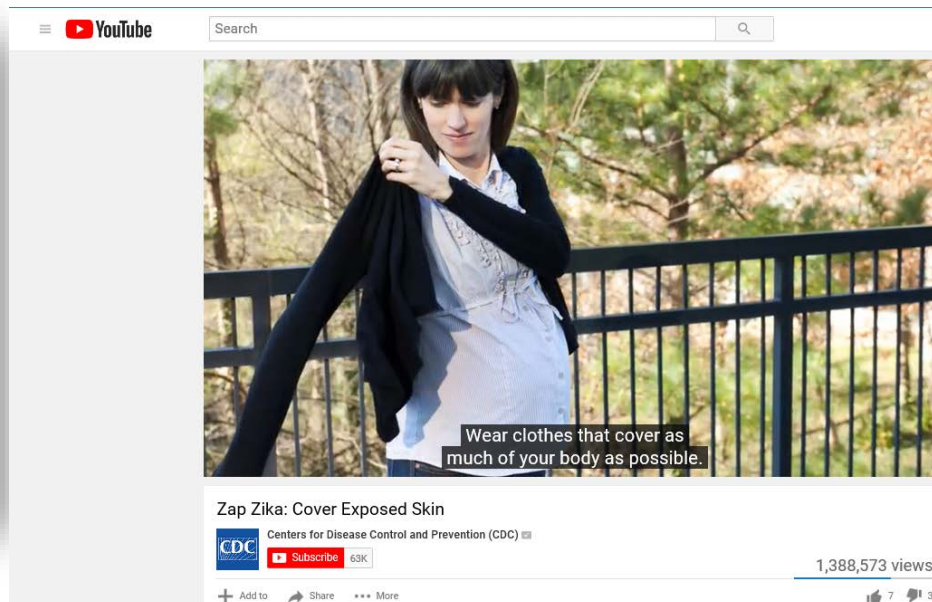 YouTube
Search
Wear clothes that cover as
much of your body as possible.
Zap Zika: Cover Exposed Skin
CDC
Centers for Disease Control and Prevention (CDC)
Subscribe 63K
1,388,573 views
Add to Share More
7 3